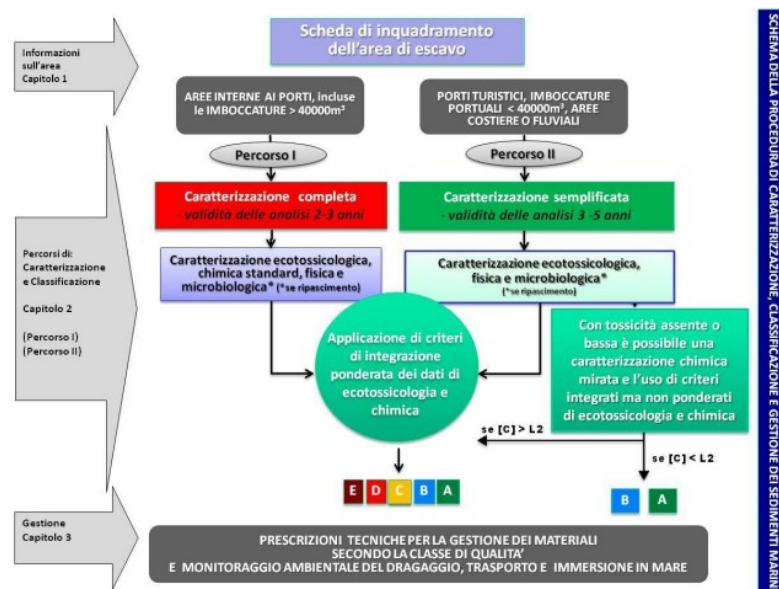 Scheda di inquadramento
dell'area di escavo
Informazioni
sull'area
Capitolo 1
AREE INTERNE AI PORTI, incluse
le IMBOCCATURE > 40000m³
PORTI TURISTICI, IMBOCCATURE
PORTUALI < 40000m³, AREE
COSTIERE O FLUVIALI
Percorso I
Percorso II
Caratterizzazione completa
- validità delle analisi 2-3 anni
Caratterizzazione semplificata
- validità delle analisi 3 -5 anni
Percorsi di:
Caratterizzazione
e Classificazione
Capitolo 2
(Percorso I)
(Percorso II)
Caratterizzazione ecotossicologica,
chimica standard, fisica e
microbiologica* (*se ripascimento)
Caratterizzazione ecotossicologica,
fisica e microbiologica*
(*se ripascimento)
Applicazione di criteri
di integrazione
ponderata dei dati di
ecotossicologia e
chimica
Con tossicità assente o
bassa è possibile una
caratterizzazione chimica
mirata e l'uso di criteri
integrati ma non ponderati
di ecotossicologia e chimica
se [C] > L2
se [C] < L2
E D C B A
B A
Gestione
Capitolo 3
PRESCRIZIONI TECNICHE PER LA GESTIONE DEI MATERIALI
SECONDO LA CLASSE DI QUALITA'
E MONITORAGGIO AMBIENTALE DEL DRAGAGGIO, TRASPORTO E IMMERSIONE IN MARE
SCHEMA DELLA PROCEDURA DI CARATTERIZZAZIONE, CLASSIFICAZIONE E GESTIONE DEI SEDIMENTI MARIN